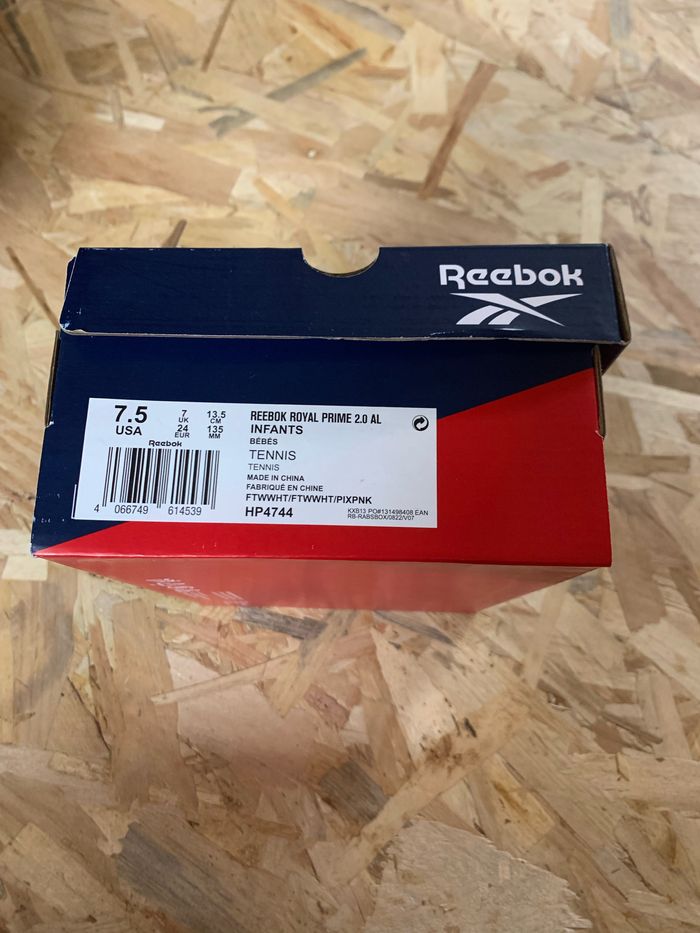 Reebok
7.5
USA
7
UK
24
EUR
13.5
CM
135
MM
Reebok
4 066749 614539
REEBOK ROYAL PRIME 2.0 AL
INFANTS
BÉBÉS
TENNIS
TENNIS
MADE IN CHINA
FABRIQUÉ EN CHINE
FTWWHT/FTWWHT/PIXPNK
HP4744
KXB13 PO#131498408 EAN
RB-RABSBOX/0822/V07